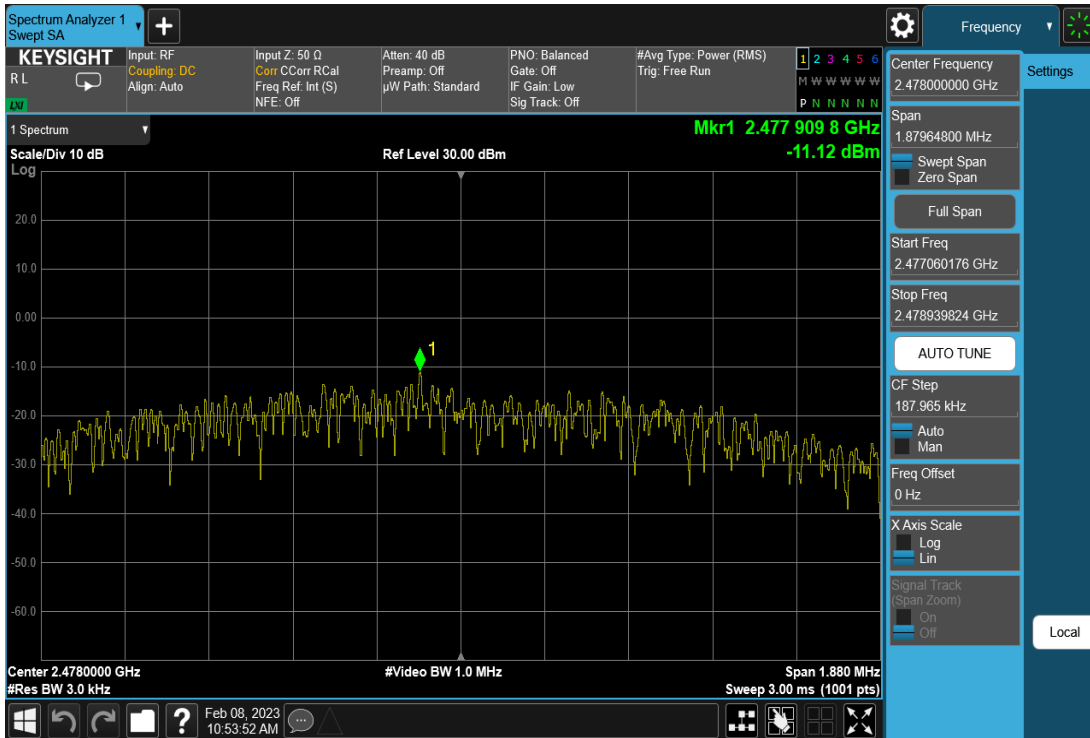 Spectrum Analyzer 1
Swept SA
Frequency
KEYSIGHT
R L
LXI
Input: RF
Coupling: DC
Align: Auto
Input Z: 50 Ω
Corr CCorr RCal
Freq Ref: Int (S)
NFE: Off
Atten: 40 dB
Preamp: Off
µW Path: Standard
PNO: Balanced
Gate: Off
IF Gain: Low
Sig Track: Off
#Avg Type: Power (RMS)
Trig: Free Run
1 2 3 4 5 6
M W W W W W
P N N N N N
1 Spectrum
Scale/Div 10 dB
Log
Ref Level 30.00 dBm
Mkr1 2.477 909 8 GHz
-11.12 dBm
20.0
10.0
0.00
-10.0
-20.0
-30.0
-40.0
-50.0
-60.0
1
Center 2.4780000 GHz
#Res BW 3.0 kHz
#Video BW 1.0 MHz
Span 1.880 MHz
Sweep 3.00 ms (1001 pts)
Center Frequency
2.478000000 GHz
Span
1.87964800 MHz
Swept Span
Zero Span
Full Span
Start Freq
2.477060176 GHz
Stop Freq
2.478939824 GHz
AUTO TUNE
CF Step
187.965 kHz
Auto
Man
Freq Offset
0 Hz
X Axis Scale
Log
Lin
Signal Track
(Span Zoom)
On
Off
Settings
Local
?
Feb 08, 2023
10:53:52 AM